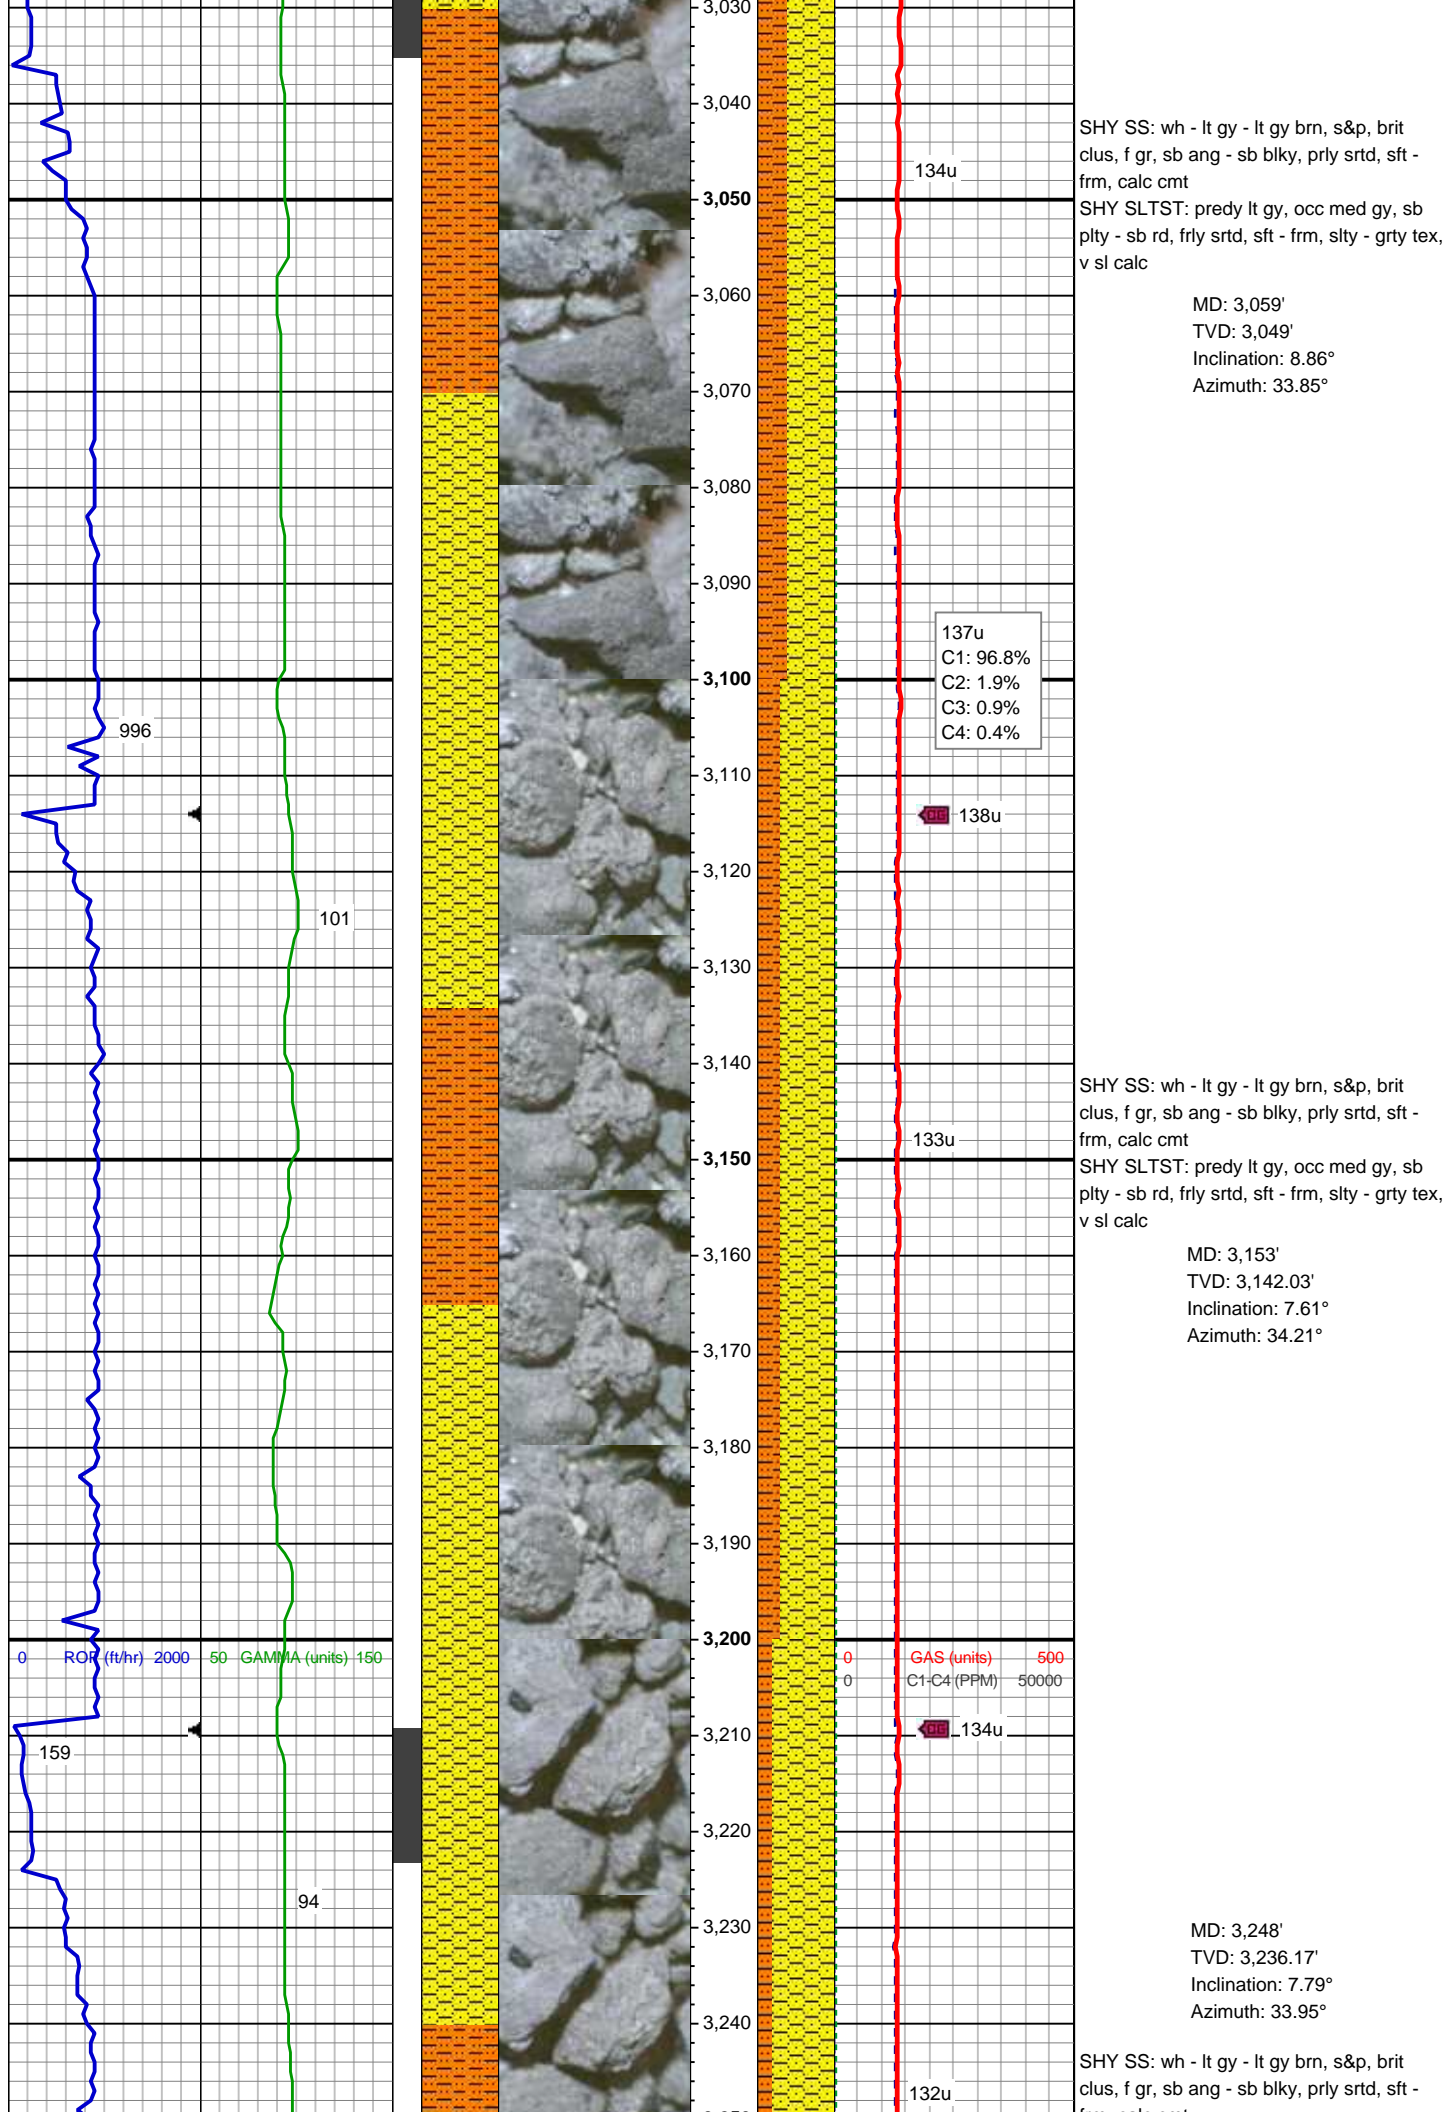 3,030
3,040
SHY SS: wh - lt gy - lt gy brn, s&p, brit
clus, f gr, sb ang - sb blky, prly srtd, sft -
frm, calc cmt
134u
3,050
SHY SLTST: predy lt gy, occ med gy, sb
plty - sb rd, frly srtd, sft - frm, slty - grty tex,
v sl calc
3,060
MD: 3,059'
TVD: 3,049'
Inclination: 8.86°
Azimuth: 33.85°
3,070
3,080
3,090
137u
C1: 96.8%
C2: 1.9%
C3: 0.9%
C4: 0.4%
3,100
996
3,110
DG 138u
3,120
101
3,130
3,140
SHY SS: wh - lt gy - lt gy brn, s&p, brit
clus, f gr, sb ang - sb blky, prly srtd, sft -
frm, calc cmt
133u
3,150
SHY SLTST: predy lt gy, occ med gy, sb
plty - sb rd, frly srtd, sft - frm, slty - grty tex,
v sl calc
3,160
MD: 3,153'
TVD: 3,142.03'
Inclination: 7.61°
Azimuth: 34.21°
3,170
3,180
3,190
3,200
0 ROP (ft/hr) 2000 50 GAMMA (units) 150
0 GAS (units) 500
0 C1-C4 (PPM) 50000
3,210
DG 134u
159
3,220
94
3,230
MD: 3,248'
TVD: 3,236.17'
Inclination: 7.79°
Azimuth: 33.95°
3,240
SHY SS: wh - lt gy - lt gy brn, s&p, brit
clus, f gr, sb ang - sb blky, prly srtd, sft -
132u